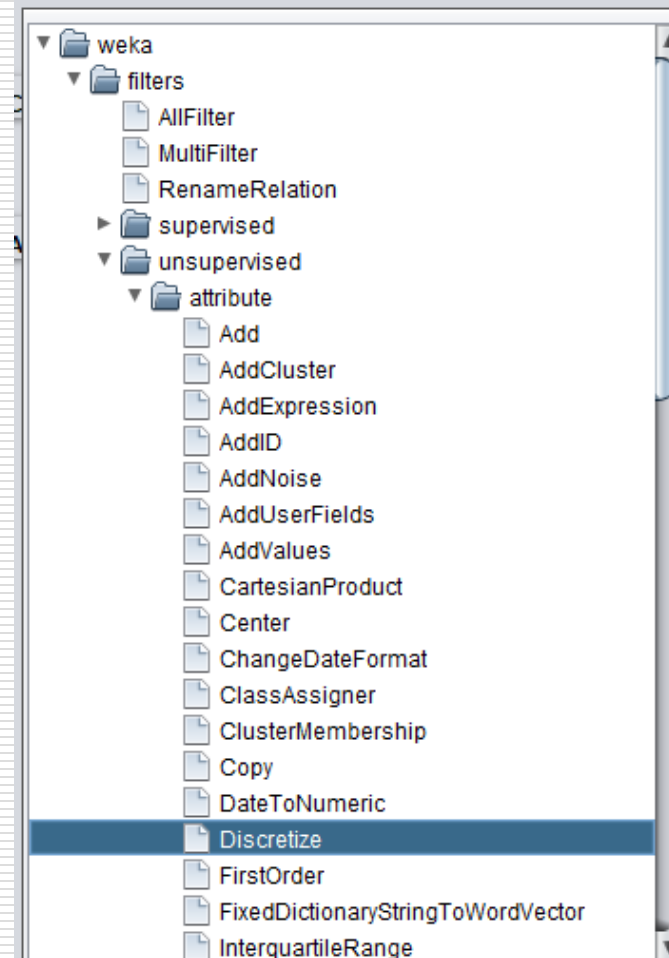 weka
filters
AllFilter
MultiFilter
RenameRelation
supervised
unsupervised
attribute
Add
AddCluster
AddExpression
AddID
AddNoise
AddUserFields
AddValues
CartesianProduct
Center
ChangeDateFormat
ClassAssigner
ClusterMembership
Copy
DateToNumeric
Discretize
FirstOrder
FixedDictionaryStringToWordVector
InterquartileRange